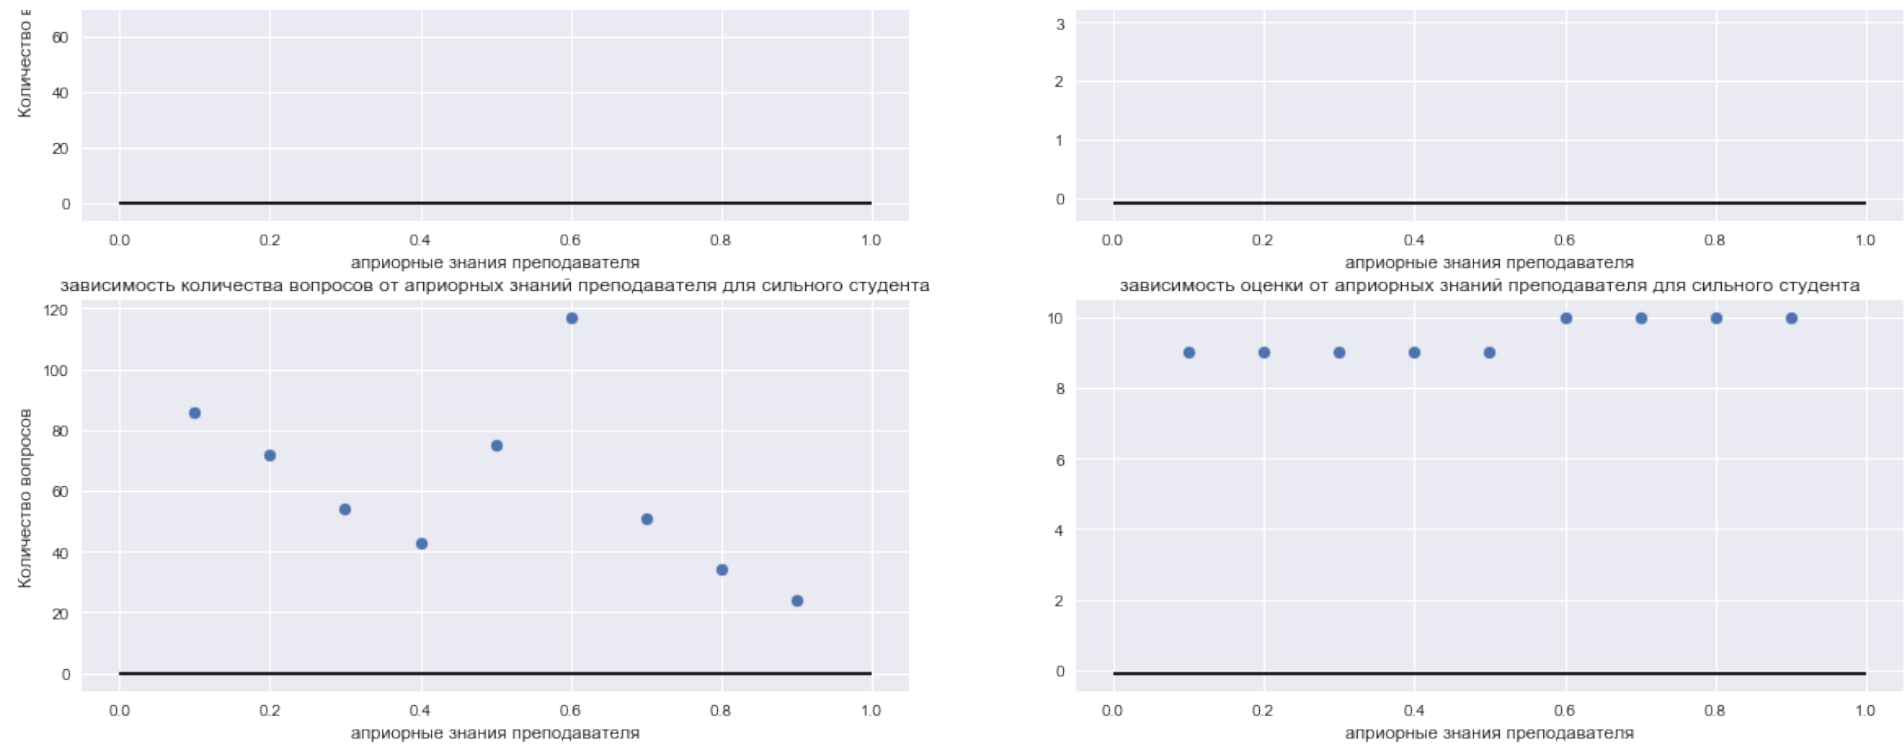 Количество в
60
40
20
0
0.0 0.2 0.4 0.6 0.8 1.0
априорные знания преподавателя
3
2
1
0
0.0 0.2 0.4 0.6 0.8 1.0
априорные знания преподавателя
зависимость количества вопросов от априорных знаний преподавателя для сильного студента
120
100
80
60
40
20
0
Количество вопросов
0.0 0.2 0.4 0.6 0.8 1.0
априорные знания преподавателя
зависимость оценки от априорных знаний преподавателя для сильного студента
10
8
6
4
2
0
0.0 0.2 0.4 0.6 0.8 1.0
априорные знания преподавателя